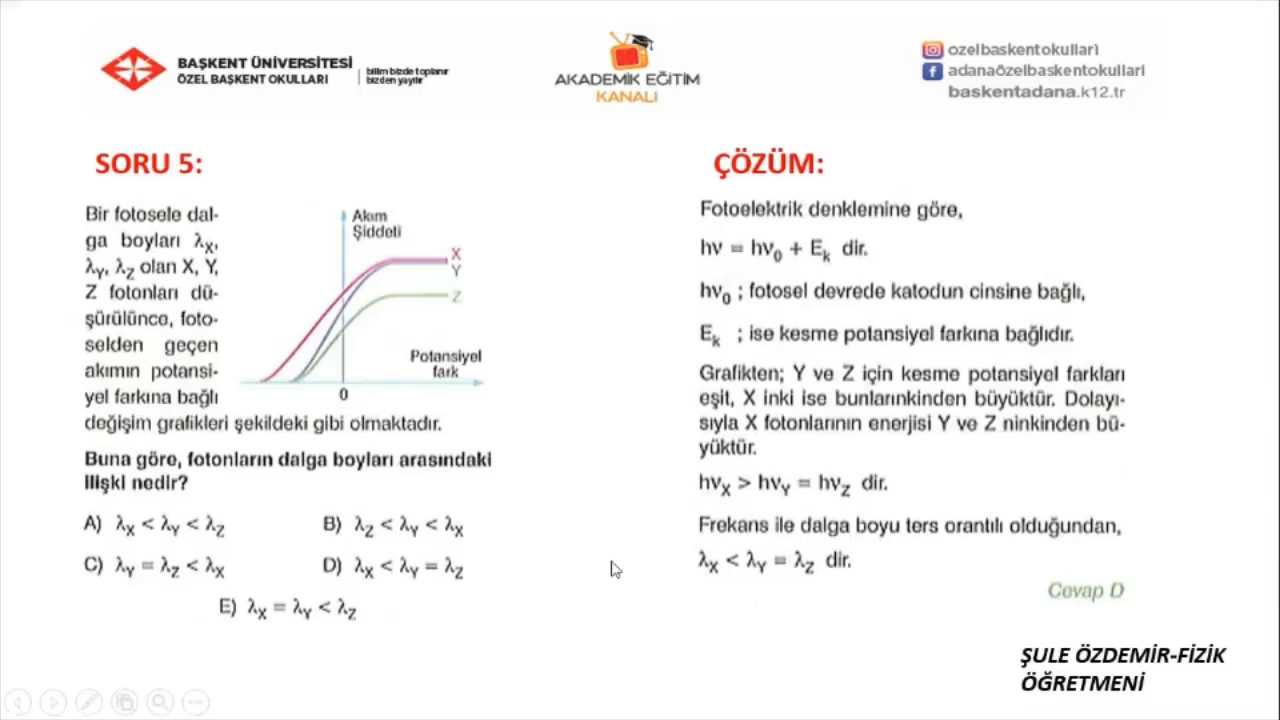 BAŞKENT ÜNİVERSİTESİ
ÖZEL BAŞKENT OKULLARI
bilim bizde toplanır
bizden yayılır
AKADEMİK EĞİTİM
KANALI
ozelbaskentokullari
adanaözelbaskentokullari
baskentadana.k12.tr
SORU 5:
Bir fotosele dal-
ga boyları λX,
λY, λZ olan X, Y,
Z fotonları dü-
şürülünce, foto-
selden geçen
akımın potansi-
yel farkına bağlı
değişim grafikleri şekildeki gibi olmaktadır.
Akım
Şiddeti
X
Y
Z
Potansiyel
fark
0
Buna göre, fotonların dalga boyları arasındaki
ilişki nedir?
A) λX < λY < λZ
B) λZ < λY < λX
C) λY = λZ < λX
D) λX < λY = λZ
E) λX = λY < λZ
ÇÖZÜM:
Fotoelektrik denklemine göre,
hν = hν0 + Ek dir.
hν0 ; fotosel devrede katodun cinsine bağlı,
Ek ; ise kesme potansiyel farkına bağlıdır.
Grafikten; Y ve Z için kesme potansiyel farkları
eşit, X inki ise bunlarınkinden büyüktür. Dolayı-
sıyla X fotonlarının enerjisi Y ve Z ninkinden bü-
yüktür.
hνX > hνY = hνZ dir.
Frekans ile dalga boyu ters orantılı olduğundan,
λX < λY = λZ dir.
Cevap D
ŞULE ÖZDEMİR-FİZİK
ÖĞRETMENİ